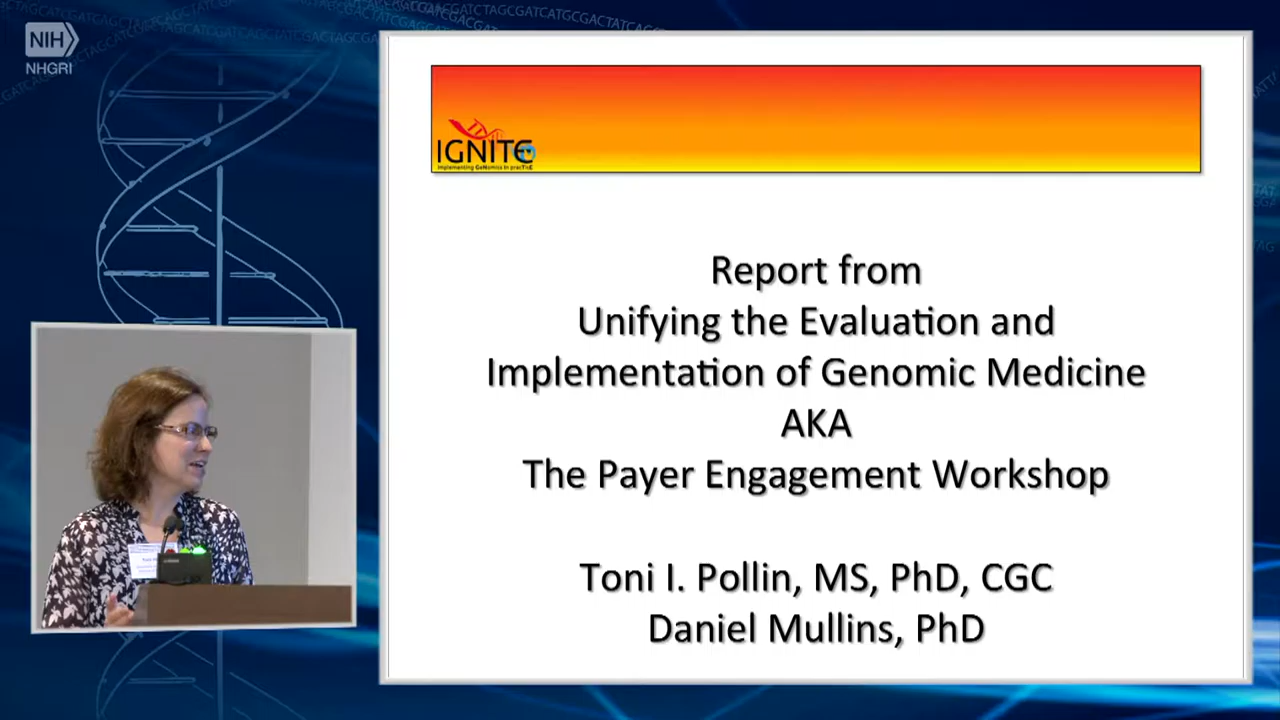 NIH
NHGRI
IGNITE
Implementing GeNomics In pracTicE
Report from
Unifying the Evaluation and
Implementation of Genomic Medicine
AKA
The Payer Engagement Workshop
Toni I. Pollin, MS, PhD, CGC
Daniel Mullins, PhD